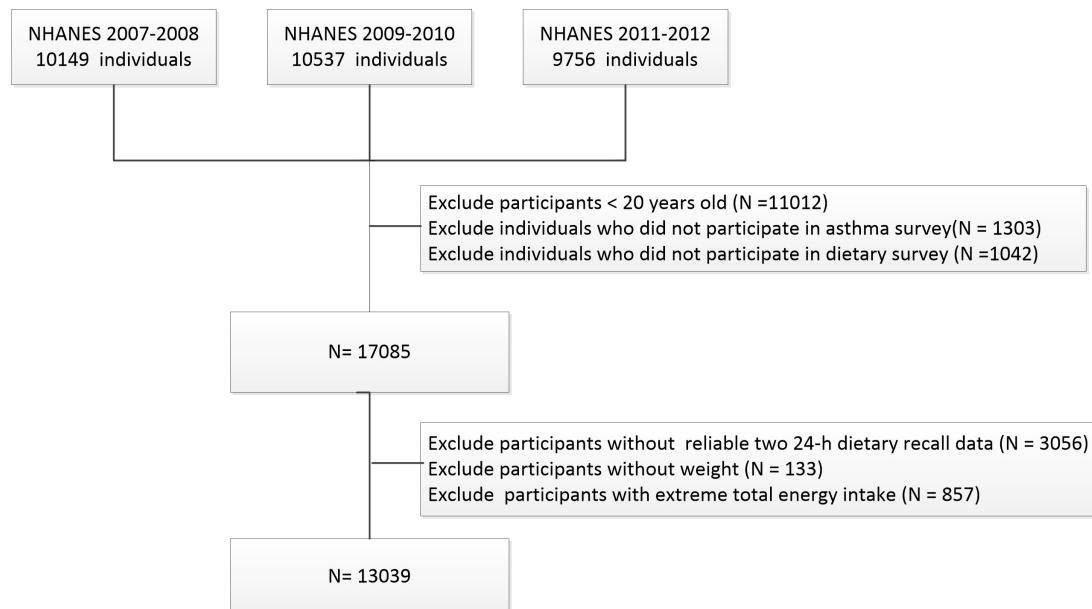 NHANES 2007-2008
10149  individuals
NHANES 2009-2010
10537  individuals
NHANES 2011-2012
9756  individuals
Exclude participants < 20 years old (N =11012)
Exclude individuals who did not participate in asthma survey(N = 1303)
Exclude individuals who did not participate in dietary survey (N =1042)
N= 17085
Exclude participants without  reliable two 24-h dietary recall data (N = 3056)
Exclude participants without weight (N = 133)
Exclude  participants with extreme total energy intake (N = 857)
N= 13039